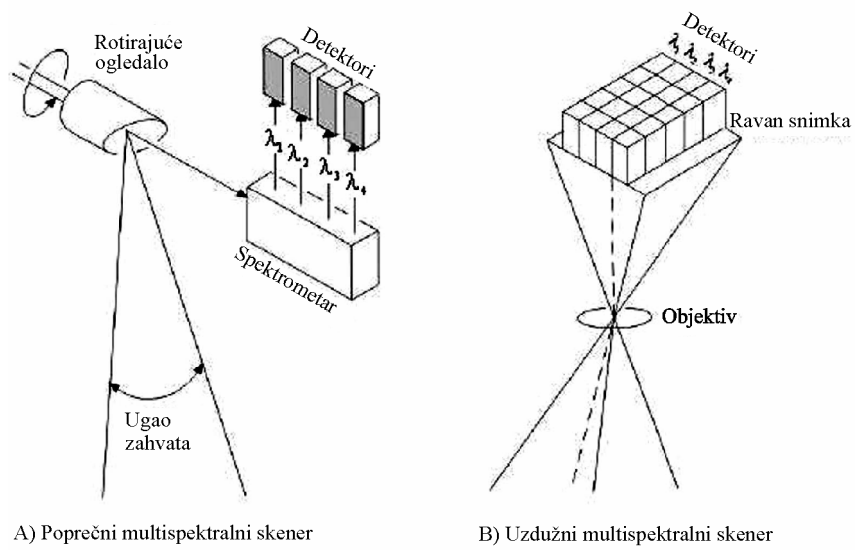 Rotirajuće
ogledalo
Detektori
λ1 λ2 λ3 λ4
Spektrometar
Ugao
zahvata
A) Poprečni multispektralni skener
Detektori
λ1 λ2 λ3 λ4
Ravan snimka
Objektiv
B) Uzdužni multispektralni skener